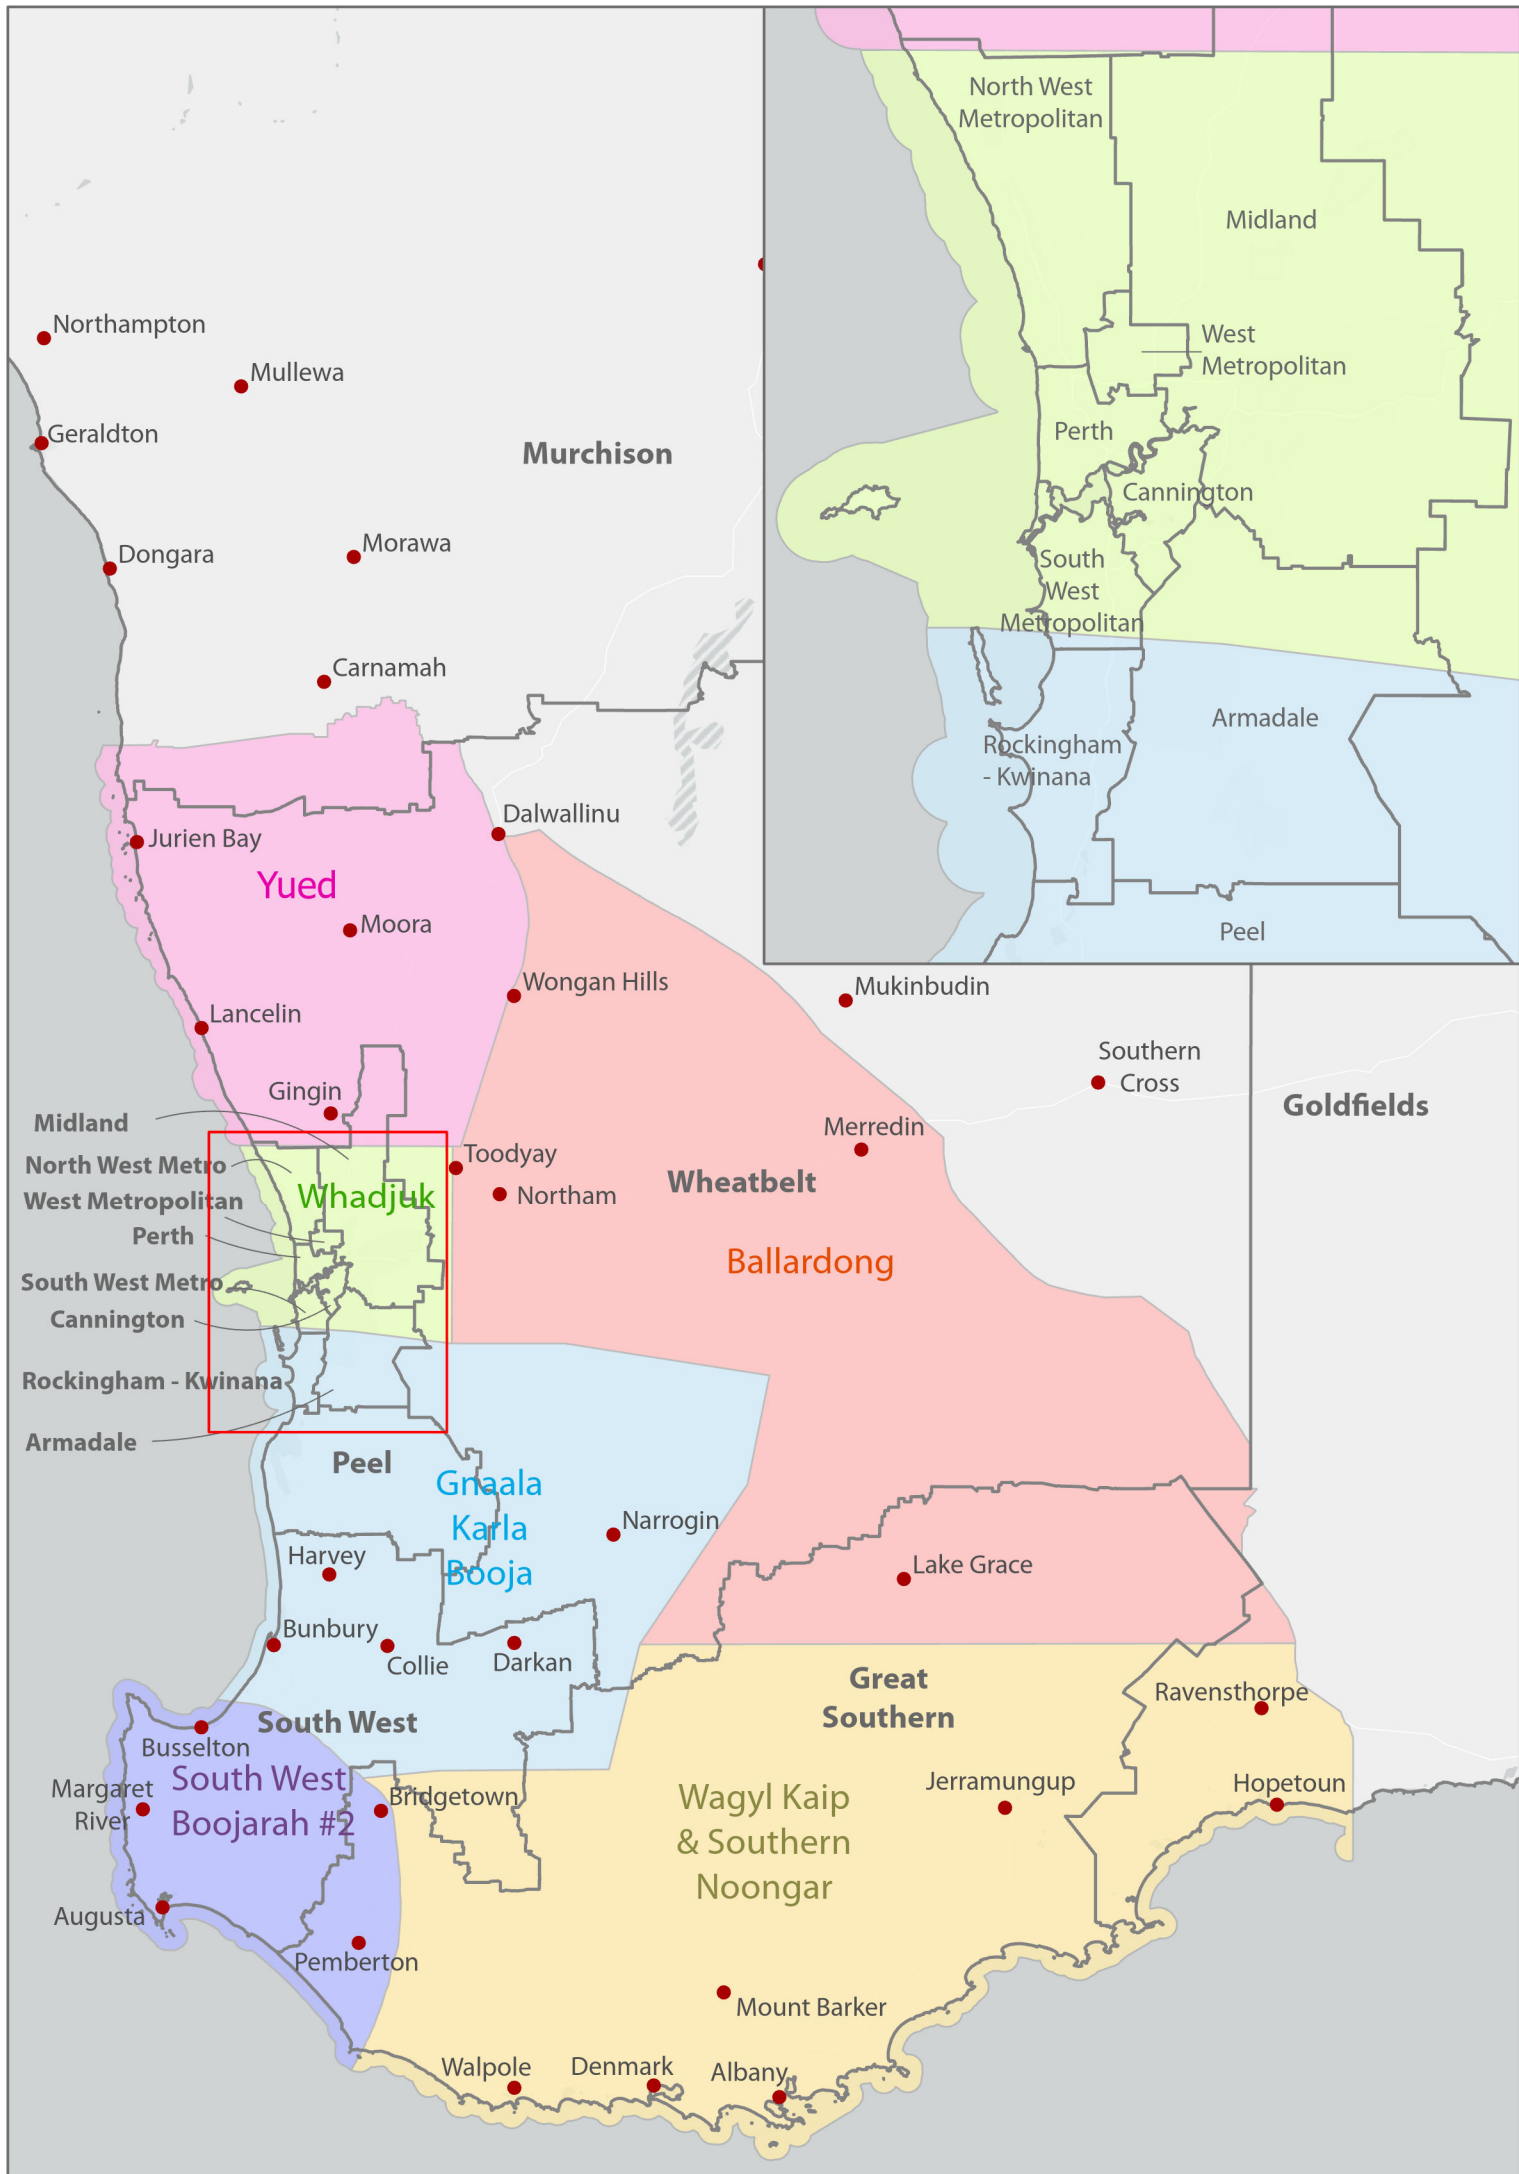 North West
Metropolitan
Midland
West
Metropolitan
Perth
Cannington
South
West
Metropolitan
Armadale
Rockingham
- Kwinana
Peel
Northampton
Mullewa
Geraldton
Murchison
Dongara
Morawa
Carnamah
Dalwallinu
Jurien Bay
Yued
Moora
Wongan Hills
Mukinbudin
Lancelin
Southern
Cross
Gingin
Goldfields
Midland
Merredin
Toodyay
North West Metro
Wheatbelt
Whadjuk
Northam
West Metropolitan
Perth
Ballardong
South West Metro
Cannington
Rockingham - Kwinana
Armadale
Peel
Gnaala
Karla
Booja
Narrogin
Harvey
Lake Grace
Bunbury
Collie
Darkan
Great
Southern
Ravensthorpe
South West
Busselton
South West
Boojarah #2
Margaret
River
Bridgetown
Wagyl Kaip
& Southern
Noongar
Jerramungup
Hopetoun
Augusta
Pemberton
Mount Barker
Walpole
Denmark
Albany